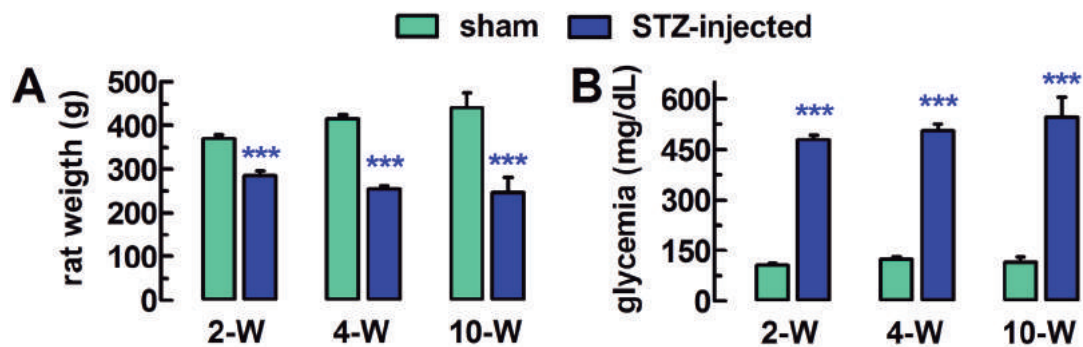 sham STZ-injected
A
rat weigth (g)
500
400
300
200
100
0
***
***
***
2-W 4-W 10-W
B
glycemia (mg/dL)
600
450
300
150
0
***
***
***
2-W 4-W 10-W